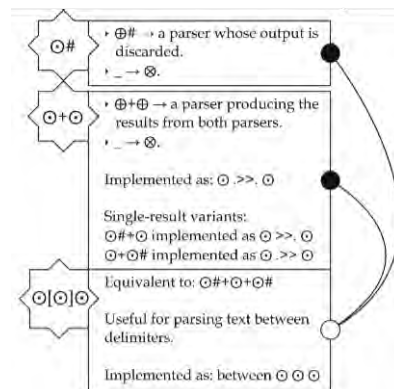 ⊙#
‣ ⊕# → a parser whose output is
discarded.
‣ _ → ⊗.
⊙+⊙
‣ ⊕+⊕ → a parser producing the
results from both parsers.
‣ _ → ⊗.
Implemented as: ⊙ .>>. ⊙
Single-result variants:
⊙#+⊙ implemented as ⊙ >>. ⊙
⊙+⊙# implemented as ⊙ .>> ⊙
⊙[⊙]⊙
Equivalent to: ⊙#+⊙+⊙#
Useful for parsing text between
delimiters.
Implemented as: between ⊙ ⊙ ⊙